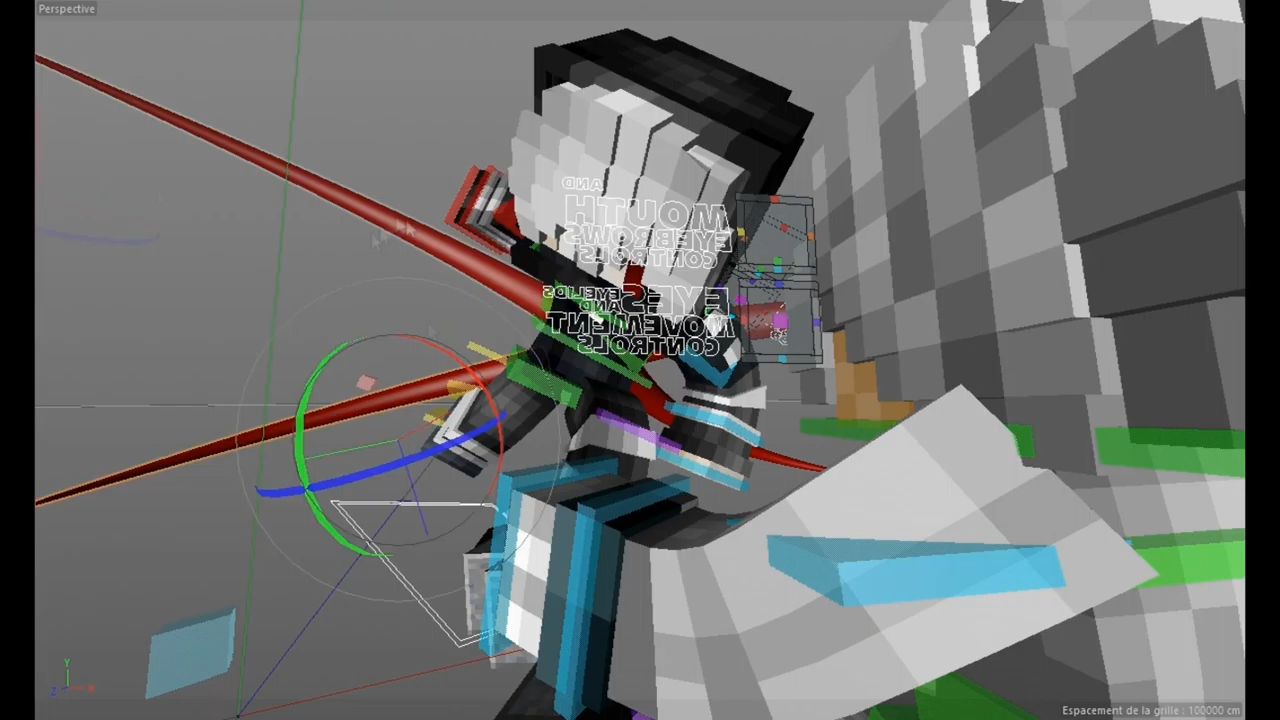 Perspective
AND
MOUTH
EYEBROWS
CONTROLS
EYES
AND EYELIDS
MOVEMENT
CONTROLS
Y
Z X
Espacement de la grille : 100000 cm